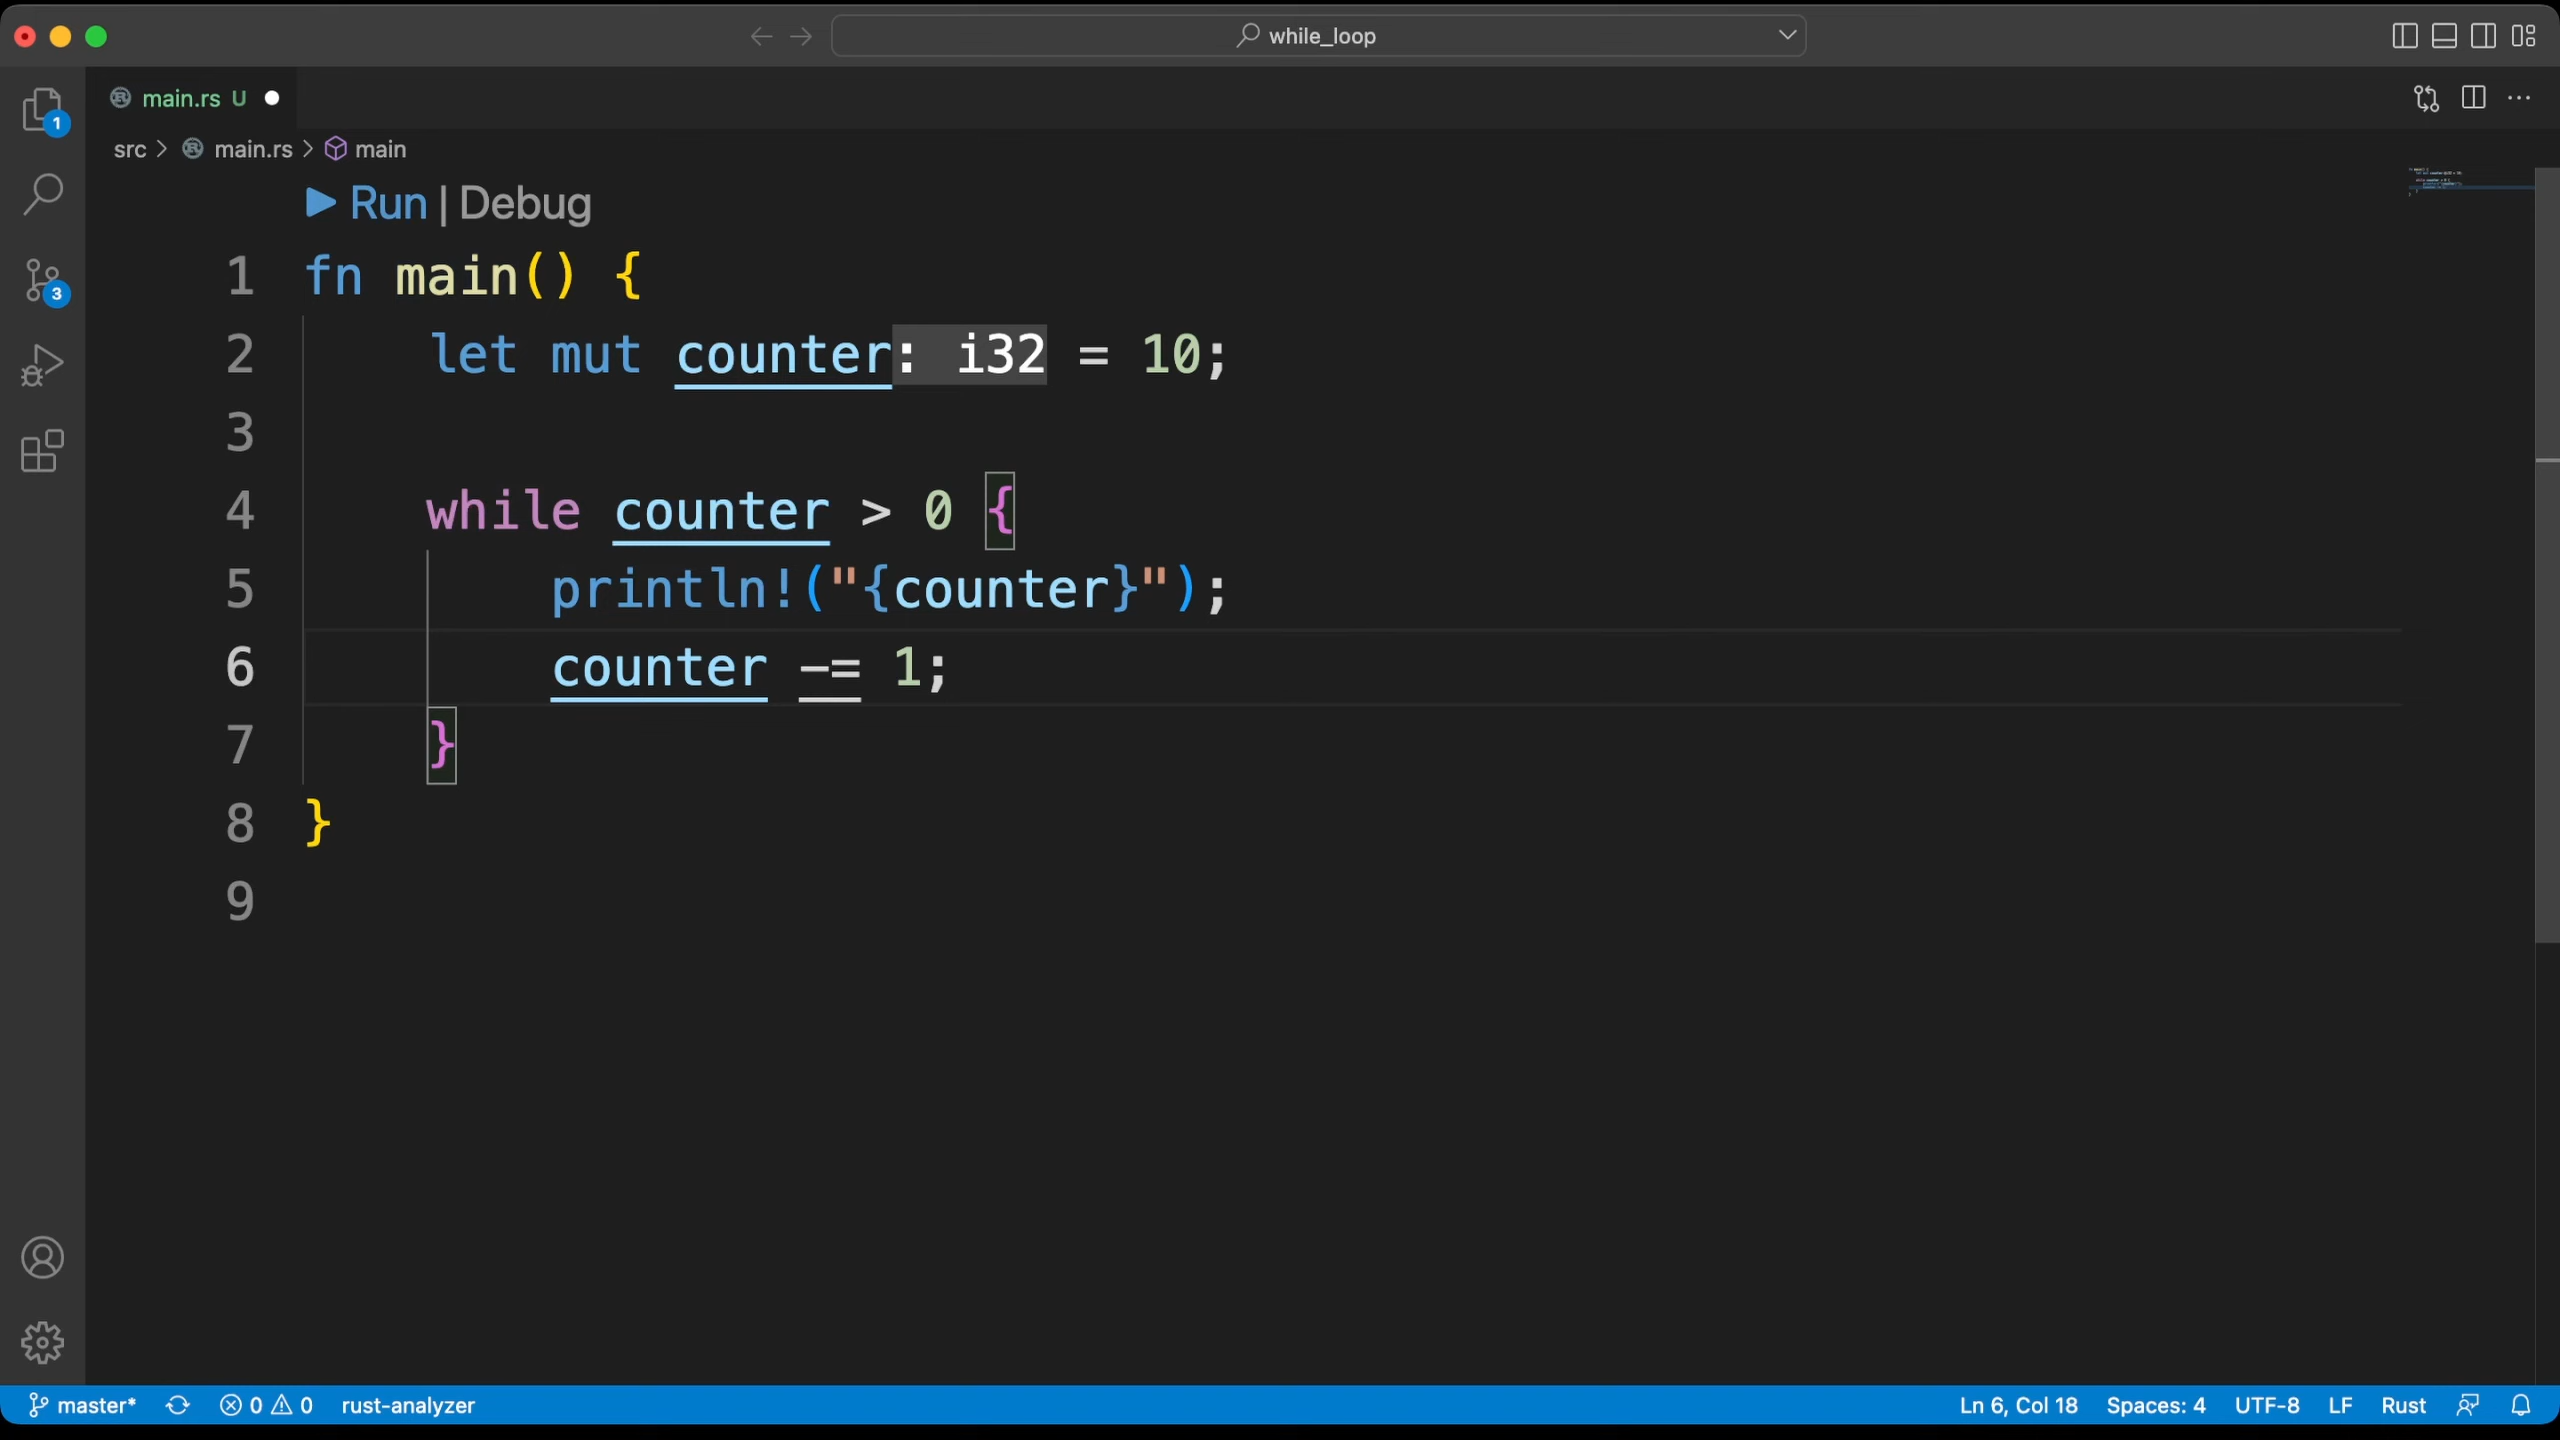 while_loop
main.rs U
1
src > main.rs > main
Run | Debug
1 fn main() {
2     let mut counter: i32 = 10;
3
4     while counter > 0 {
5         println!("{counter}");
6         counter -= 1;
7     }
8 }
9
3
master* 0 0 rust-analyzer Ln 6, Col 18 Spaces: 4 UTF-8 LF Rust